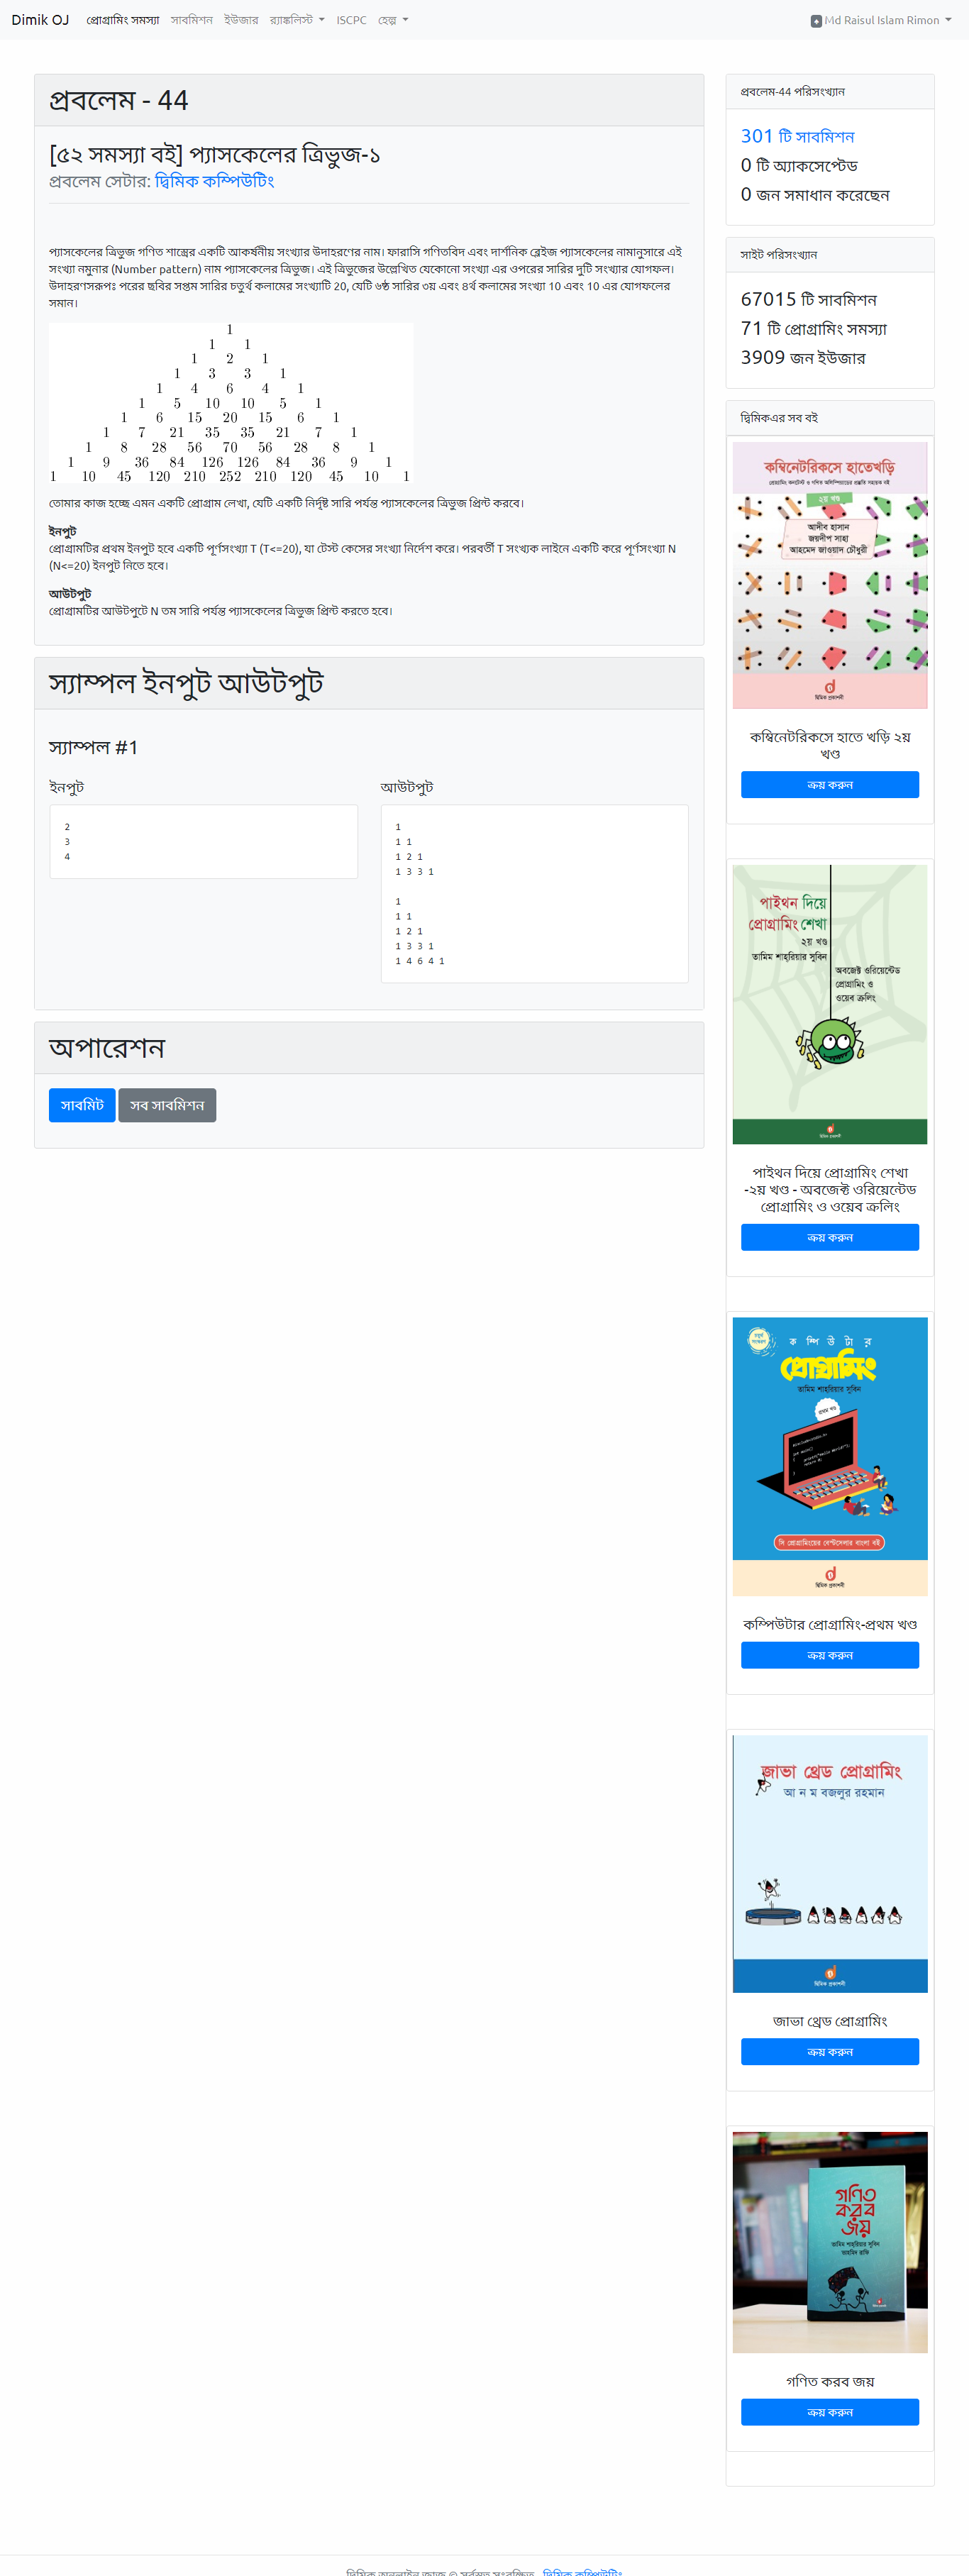 Dimik OJ প্রোগ্রামিং সমস্যা সাবমিশন ইউজার র‍্যাঙ্কলিস্ট ISCPC হেল্প Md Raisul Islam Rimon
প্রবলেম - 44
[৫২ সমস্যা বই] প্যাসকেলের ত্রিভুজ-১
প্রবলেম সেটার: দ্বিমিক কম্পিউটিং
প্যাসকেলের ত্রিভুজ গণিত শাস্ত্রের একটি আকর্ষনীয় সংখ্যার উদাহরণের নাম। ফারাসি গণিতবিদ এবং দার্শনিক ব্লেইজ প্যাসকেলের নামানুসারে এই
সংখ্যা নমুনার (Number pattern) নাম প্যাসকেলের ত্রিভুজ। এই ত্রিভুজের উল্লেখিত যেকোনো সংখ্যা এর ওপরের সারির দুটি সংখ্যার যোগফল।
উদাহরণসরূপঃ পরের ছবির সপ্তম সারির চতুর্থ কলামের সংখ্যাটি 20, যেটি ৬ষ্ঠ সারির ৩য় এবং ৪র্থ কলামের সংখ্যা 10 এবং 10 এর যোগফলের
সমান।
1
1 1
1 2 1
1 3 3 1
1 4 6 4 1
1 5 10 10 5 1
1 6 15 20 15 6 1
1 7 21 35 35 21 7 1
1 8 28 56 70 56 28 8 1
1 9 36 84 126 126 84 36 9 1
1 10 45 120 210 252 210 120 45 10 1
তোমার কাজ হচ্ছে এমন একটি প্রোগ্রাম লেখা, যেটি একটি নির্দৃষ্ট সারি পর্যন্ত প্যাসকেলের ত্রিভুজ প্রিন্ট করবে।
ইনপুট
প্রোগ্রামটির প্রথম ইনপুট হবে একটি পূর্ণসংখ্যা T (T<=20), যা টেস্ট কেসের সংখ্যা নির্দেশ করে। পরবর্তী T সংখ্যক লাইনে একটি করে পূর্ণসংখ্যা N
(N<=20) ইনপুট নিতে হবে।
আউটপুট
প্রোগ্রামটির আউটপুটে N তম সারি পর্যন্ত প্যাসকেলের ত্রিভুজ প্রিন্ট করতে হবে।
স্যাম্পল ইনপুট আউটপুট
স্যাম্পল #1
ইনপুট
2
3
4
আউটপুট
1
1 1
1 2 1
1 3 3 1
1
1 1
1 2 1
1 3 3 1
1 4 6 4 1
অপারেশন
সাবমিট সব সাবমিশন
প্রবলেম-44 পরিসংখ্যান
301 টি সাবমিশন
0 টি অ্যাকসেপ্টেড
0 জন সমাধান করেছেন
সাইট পরিসংখ্যান
67015 টি সাবমিশন
71 টি প্রোগ্রামিং সমস্যা
3909 জন ইউজার
দ্বিমিকএর সব বই
কম্বিনেটরিকসে হাতেখড়ি
২য় খণ্ড
আদীব হাসান
জয়দীপ সাহা
আহমেদ জাওয়াদ চৌধুরী
দ্বিমিক প্রকাশনী
কম্বিনেটরিকসে হাতে খড়ি ২য়
খণ্ড
ক্রয় করুন
পাইথন দিয়ে
প্রোগ্রামিং শেখা
২য় খণ্ড
তামিম শাহ্‌রিয়ার সুবিন
অবজেক্ট ওরিয়েন্টেড
প্রোগ্রামিং ও
ওয়েব ক্রলিং
পাইথন দিয়ে প্রোগ্রামিং শেখা
-২য় খণ্ড - অবজেক্ট ওরিয়েন্টেড
প্রোগ্রামিং ও ওয়েব ক্রলিং
ক্রয় করুন
কম্পিউটার
প্রোগ্রামিং
তামিম শাহ্‌রিয়ার সুবিন
প্রথম খণ্ড
সি প্রোগ্রামিংয়ের বেস্টসেলার বাংলা বই
দ্বিমিক প্রকাশনী
কম্পিউটার প্রোগ্রামিং-প্রথম খণ্ড
ক্রয় করুন
জাভা থ্রেড প্রোগ্রামিং
আ ন ম বজলুর রহমান
দ্বিমিক প্রকাশনী
জাভা থ্রেড প্রোগ্রামিং
ক্রয় করুন
গণিত
করব
জয়
তামিম শাহ্‌রিয়ার সুবিন
তাহমিদ রাফি
গণিত করব জয়
ক্রয় করুন
দ্বিমিক অনলাইন জাজ © সর্বস্বত্ব সংরক্ষিত দ্বিমিক কম্পিউটিং